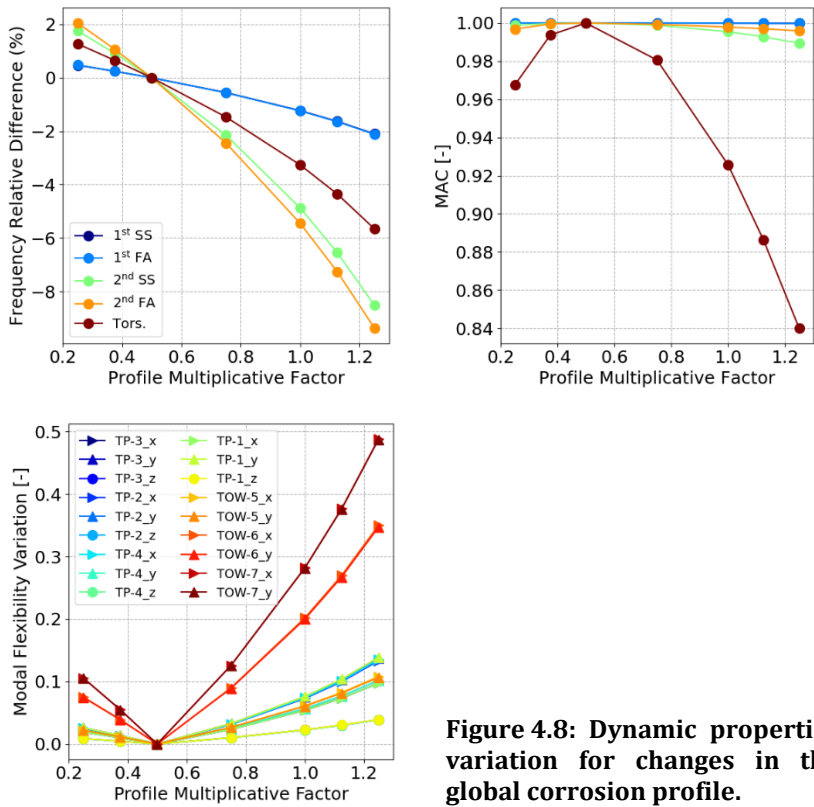 2
0
−2
−4
−6
−8
Frequency Relative Difference (%)
1st SS
1st FA
2nd SS
2nd FA
Tors.
0.2 0.4 0.6 0.8 1.0 1.2
Profile Multiplicative Factor
1.00
0.98
0.96
0.94
0.92
0.90
0.88
0.86
0.84
MAC [-]
0.2 0.4 0.6 0.8 1.0 1.2
Profile Multiplicative Factor
0.5
0.4
0.3
0.2
0.1
0.0
Modal Flexibility Variation [-]
TP-3_x
TP-3_y
TP-3_z
TP-2_x
TP-2_y
TP-2_z
TP-4_x
TP-4_y
TP-4_z
TP-1_x
TP-1_y
TP-1_z
TOW-5_x
TOW-5_y
TOW-6_x
TOW-6_y
TOW-7_x
TOW-7_y
0.2 0.4 0.6 0.8 1.0 1.2
Profile Multiplicative Factor
Figure 4.8: Dynamic properti
variation for changes in th
global corrosion profile.